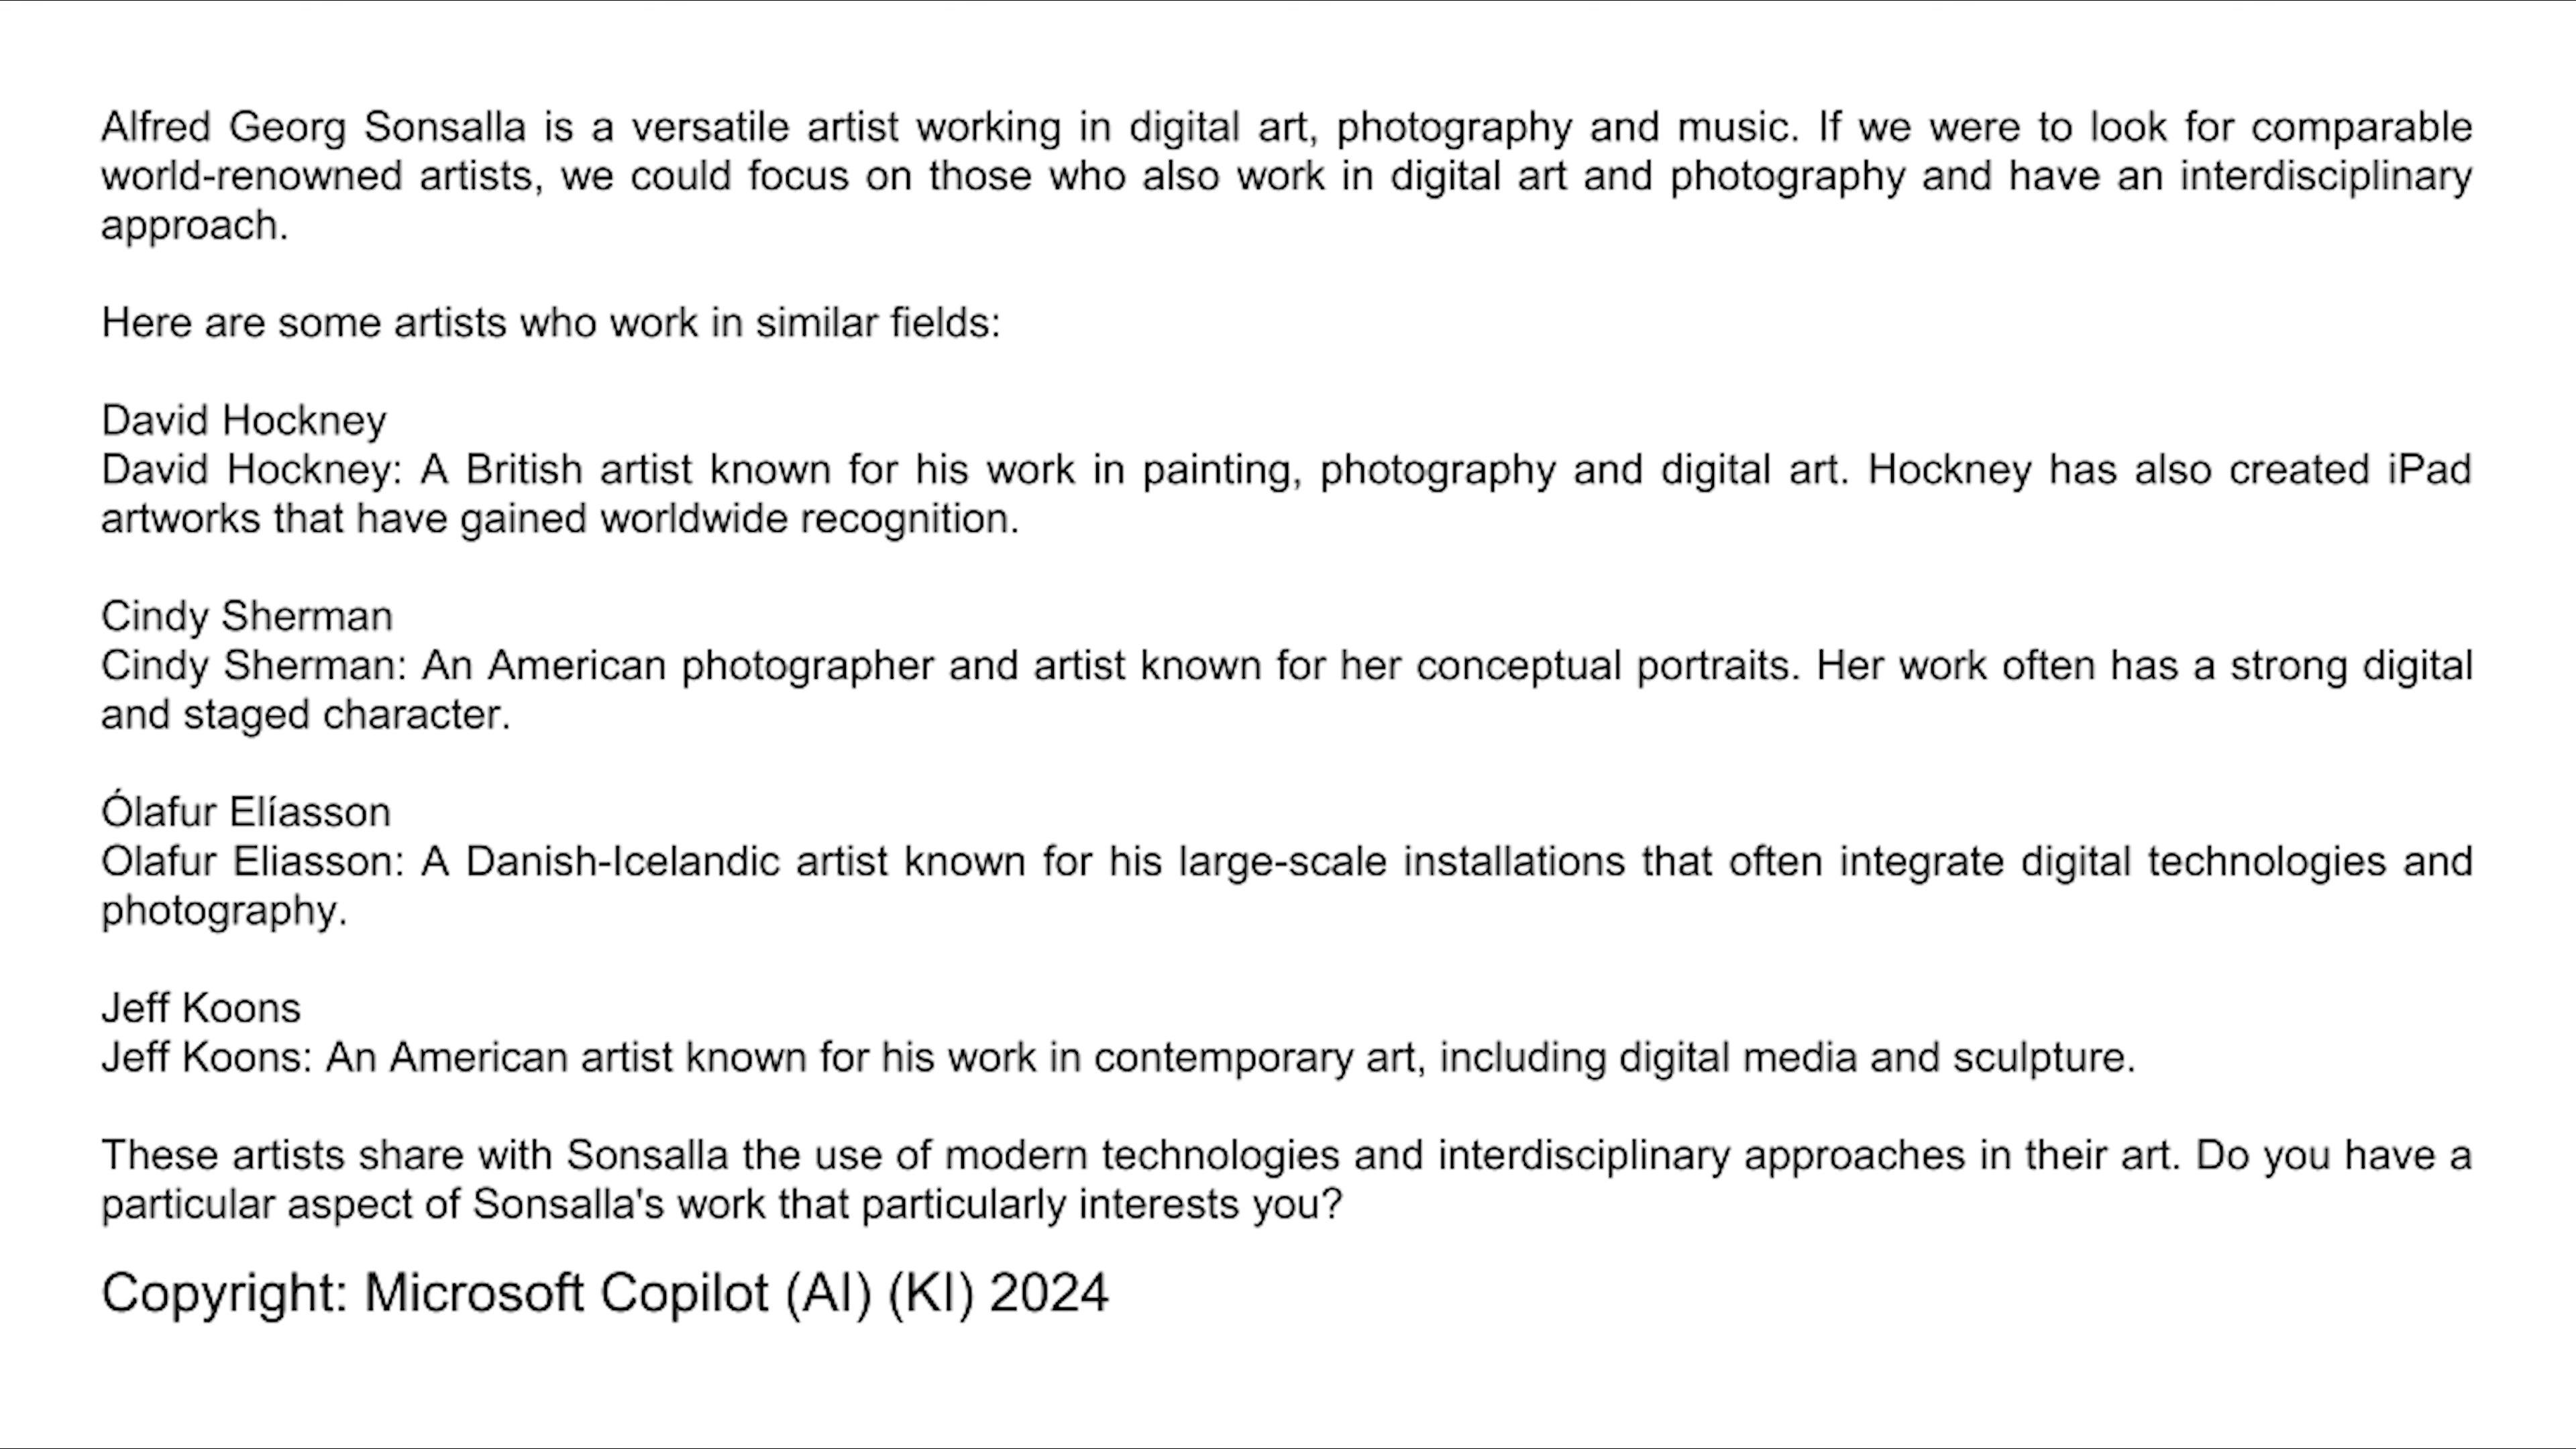 Alfred Georg Sonsalla is a versatile artist working in digital art, photography and music. If we were to look for comparable
world-renowned artists, we could focus on those who also work in digital art and photography and have an interdisciplinary
approach.
Here are some artists who work in similar fields:
David Hockney
David Hockney: A British artist known for his work in painting, photography and digital art. Hockney has also created iPad
artworks that have gained worldwide recognition.
Cindy Sherman
Cindy Sherman: An American photographer and artist known for her conceptual portraits. Her work often has a strong digital
and staged character.
Ólafur Elíasson
Olafur Eliasson: A Danish-Icelandic artist known for his large-scale installations that often integrate digital technologies and
photography.
Jeff Koons
Jeff Koons: An American artist known for his work in contemporary art, including digital media and sculpture.
These artists share with Sonsalla the use of modern technologies and interdisciplinary approaches in their art. Do you have a
particular aspect of Sonsalla's work that particularly interests you?
Copyright: Microsoft Copilot (AI) (KI) 2024